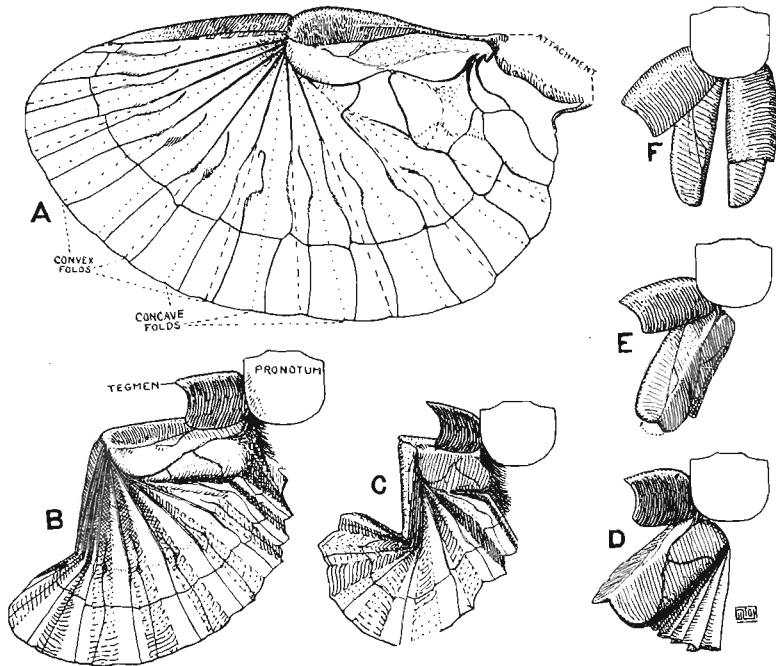 ATTACHMENT
A
CONVEX
FOLDS
CONCAVE
FOLDS
F
E
TEGMEN
PRONOTUM
B
C
D